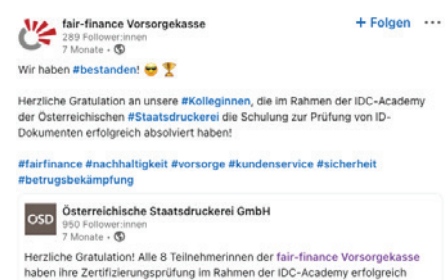 fair-finance Vorsorgekasse
+ Folgen ...
289 Follower:innen
7 Monate •
Wir haben #bestanden! 😎 🏆
Herzliche Gratulation an unsere #Kolleginnen, die im Rahmen der IDC-Academy
der Österreichischen #Staatsdruckerei die Schulung zur Prüfung von ID-
Dokumenten erfolgreich absolviert haben!
#fairfinance #nachhaltigkeit #vorsorge #kundenservice #sicherheit
#betrugsbekämpfung
OSD
Österreichische Staatsdruckerei GmbH
950 Follower:innen
7 Monate •
Herzliche Gratulation! Alle 8 Teilnehmerinnen der fair-finance Vorsorgekasse
haben ihre Zertifizierungsprüfung im Rahmen der IDC-Academy erfolgreich